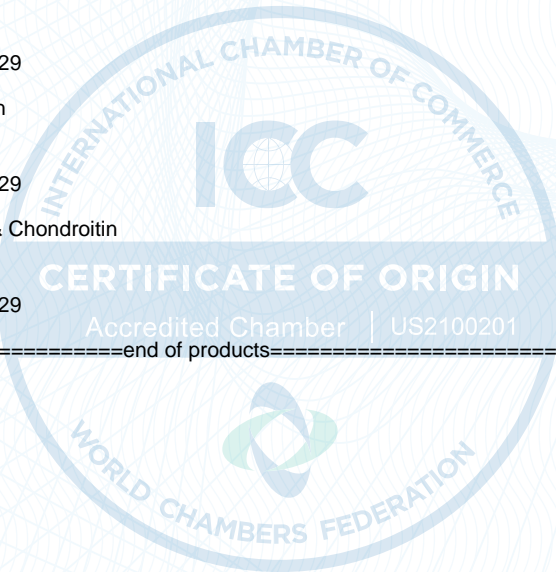 29
INTERNATIONAL CHAMBER OF COMMERCE
n
ICC
29
& Chondroitin
CERTIFICATE OF ORIGIN
29
Accredited Chamber | US2100201
==========end of products=======================
WORLD CHAMBERS FEDERATION